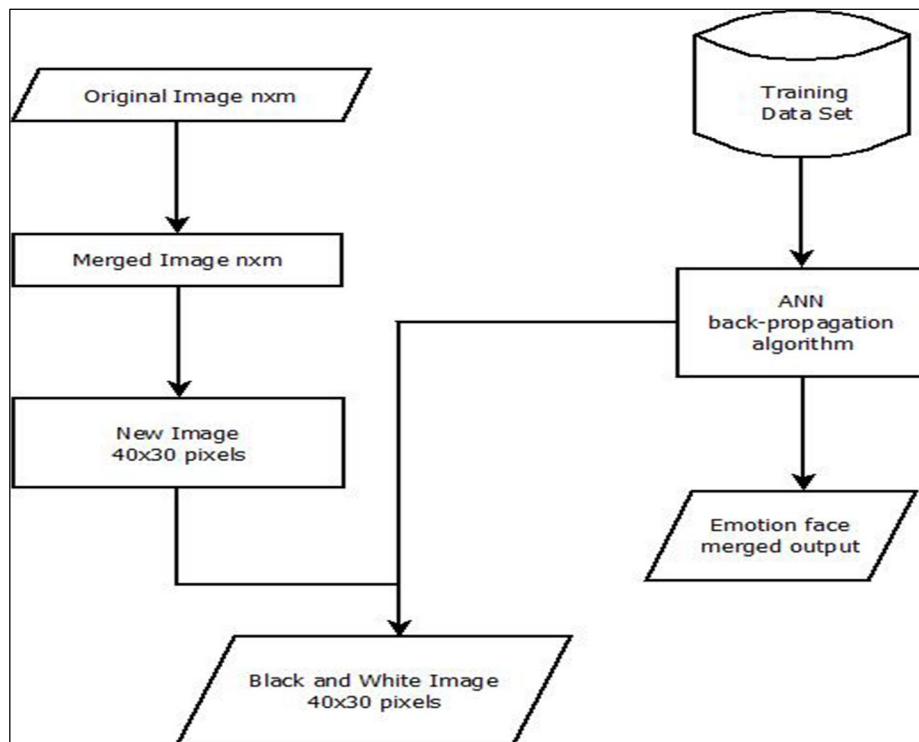 Original Image nxm
Training
Data Set
Merged Image nxm
ANN
back-propagation
algorithm
New Image
40x30 pixels
Emotion face
merged output
Black and White Image
40x30 pixels